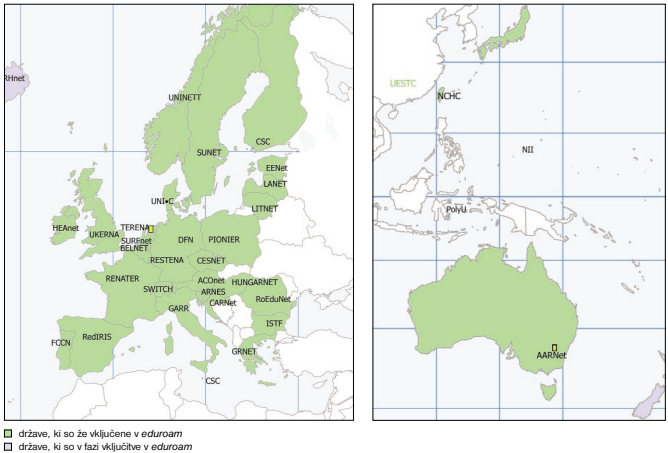 RHnet
UNINETT
SUNET
CSC
EENet
LANET
LITNET
UNI•C
HEAnet
UKERNA
TERENA
SURFnet
BELNET
DFN
PIONIER
RESTENA
CESNET
RENATER
SWITCH
ACOnet
HUNGARNET
ARNES
CARNet
RoEduNet
GARR
ISTF
FCCN
RedIRIS
GRNET
CSC
UESTC
NCHC
NII
PolyU
AARNet
države, ki so že vključene v eduroam
države, ki so v fazi vključitve v eduroam